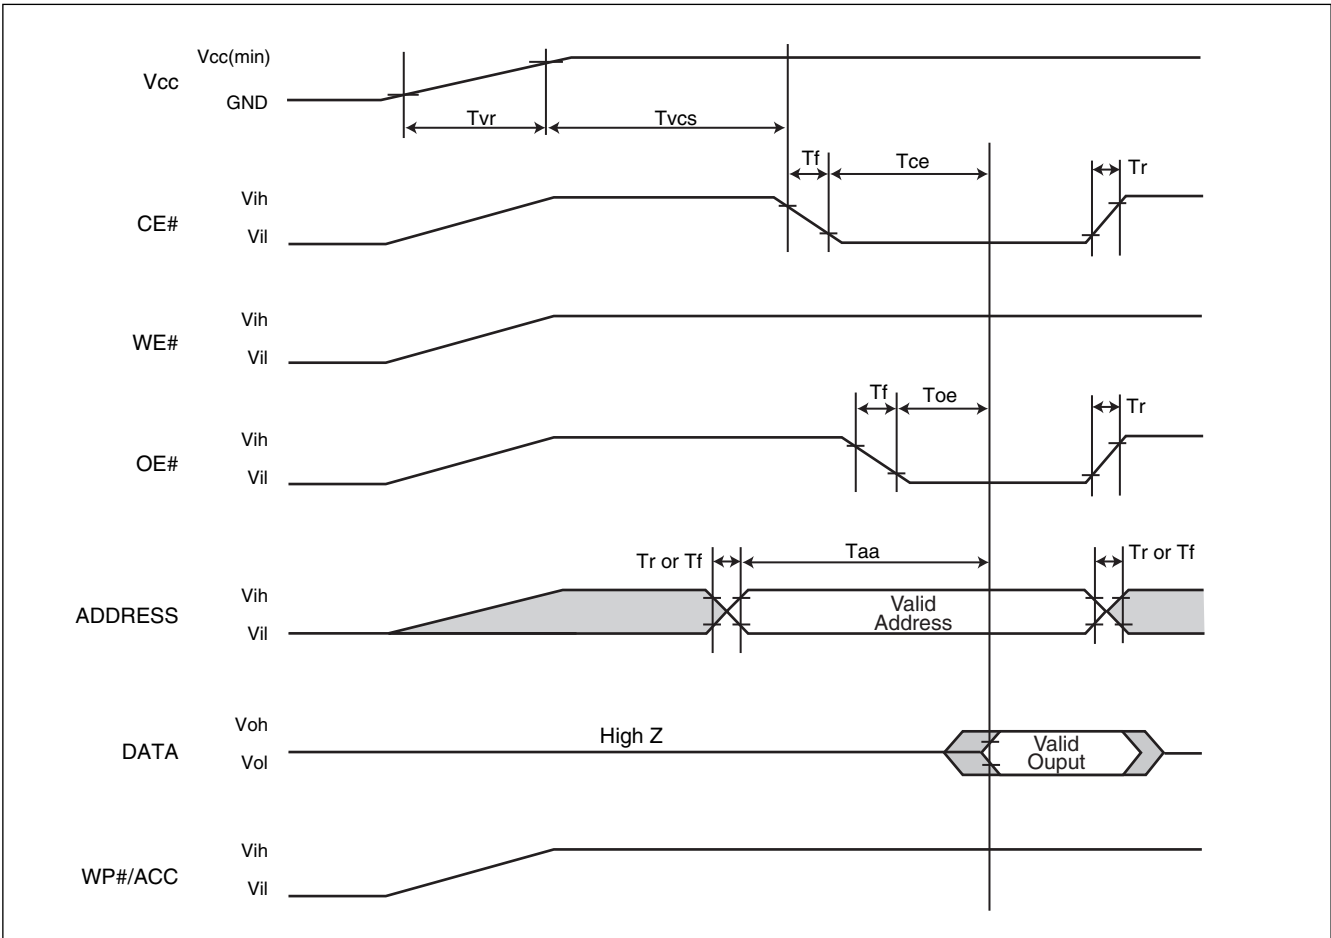 Vcc(min)
Vcc
GND
Tvr
Tvcs
Tf
Tce
Tr
Vih
CE#
Vil
Vih
WE#
Vil
Tf
Toe
Tr
Vih
OE#
Vil
Tr or Tf
Taa
Tr or Tf
Vih
ADDRESS
Vil
Valid
Address
Voh
DATA
Vol
High Z
Valid
Ouput
Vih
WP#/ACC
Vil